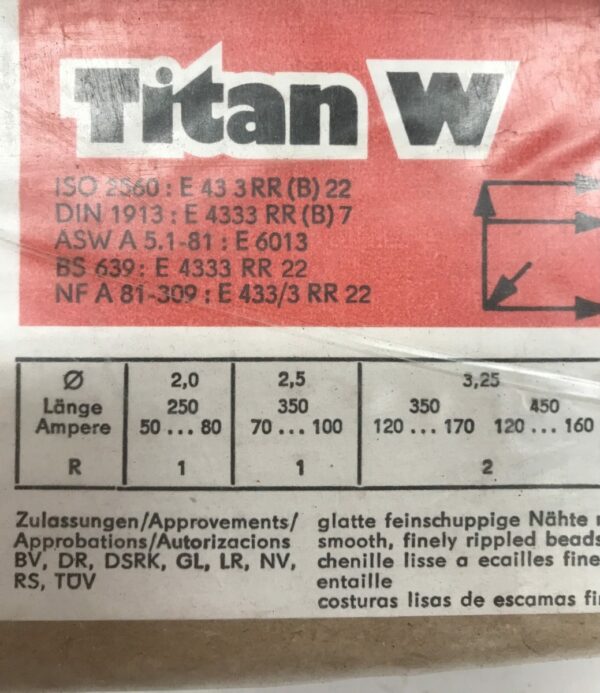 Titan W
ISO 2560 : E 43 3 RR (B) 22
DIN 1913 : E 4333 RR (B) 7
ASW A 5.1-81 : E 6013
BS 639 : E 4333 RR 22
NF A 81-309 : E 433/3 RR 22
Ø 2,0 2,5 3,25
Länge 250 350 350 450
Ampere 50 ... 80 70 ... 100 120 ... 170 120 ... 160
R 1 1 2
Zulassungen/Approvements/
Approbations/Autorizacions
BV, DR, DSRK, GL, LR, NV,
RS, TÜV
glatte feinschuppige Nähte
smooth, finely rippled beads
chenille lisse a ecailles fine
entaille
costuras lisas de escamas fi